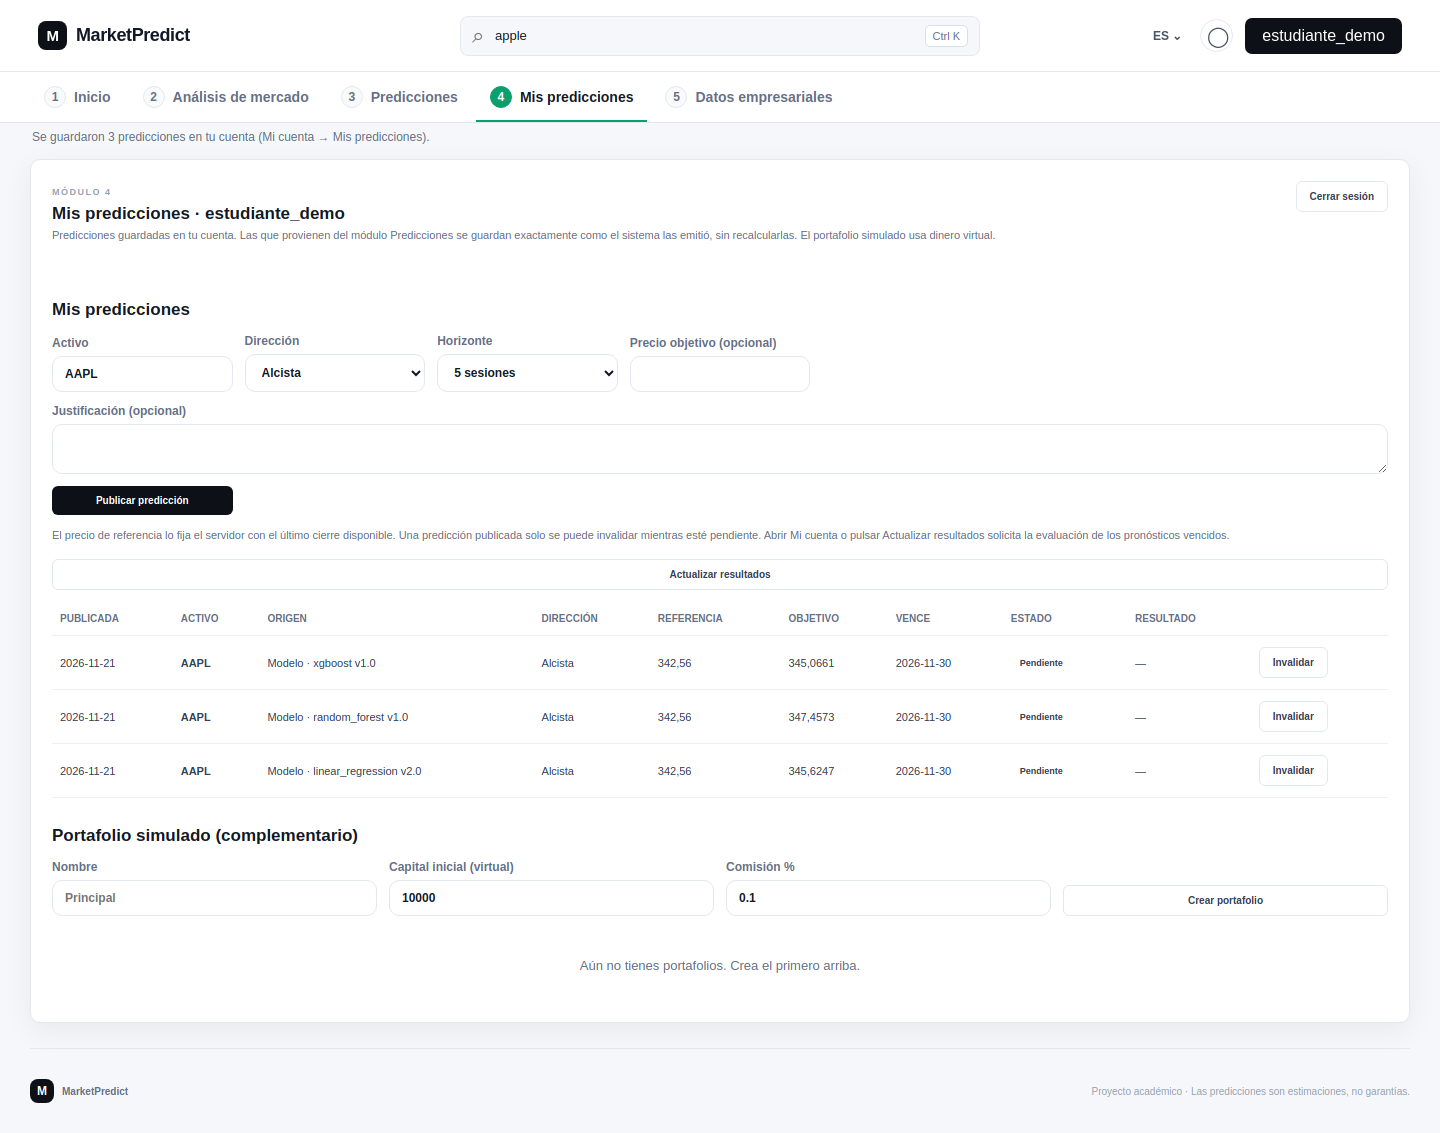 M MarketPredict
apple
Ctrl K
ES
estudiante_demo
1 Inicio
2 Análisis de mercado
3 Predicciones
4 Mis predicciones
5 Datos empresariales
Se guardaron 3 predicciones en tu cuenta (Mi cuenta → Mis predicciones).
MÓDULO 4
Cerrar sesión
Mis predicciones · estudiante_demo
Predicciones guardadas en tu cuenta. Las que provienen del módulo Predicciones se guardan exactamente como el sistema las emitió, sin recalcularlas. El portafolio simulado usa dinero virtual.
Mis predicciones
Activo Dirección Horizonte Precio objetivo (opcional)
AAPL Alcista 5 sesiones
Justificación (opcional)
Publicar predicción
El precio de referencia lo fija el servidor con el último cierre disponible. Una predicción publicada solo se puede invalidar mientras esté pendiente. Abrir Mi cuenta o pulsar Actualizar resultados solicita la evaluación de los pronósticos vencidos.
Actualizar resultados
PUBLICADA ACTIVO ORIGEN DIRECCIÓN REFERENCIA OBJETIVO VENCE ESTADO RESULTADO
2026-11-21 AAPL Modelo · xgboost v1.0 Alcista 342,56 345,0661 2026-11-30 Pendiente — Invalidar
2026-11-21 AAPL Modelo · random_forest v1.0 Alcista 342,56 347,4573 2026-11-30 Pendiente — Invalidar
2026-11-21 AAPL Modelo · linear_regression v2.0 Alcista 342,56 345,6247 2026-11-30 Pendiente — Invalidar
Portafolio simulado (complementario)
Nombre Capital inicial (virtual) Comisión %
Principal 10000 0.1 Crear portafolio
Aún no tienes portafolios. Crea el primero arriba.
M MarketPredict
Proyecto académico · Las predicciones son estimaciones, no garantías.